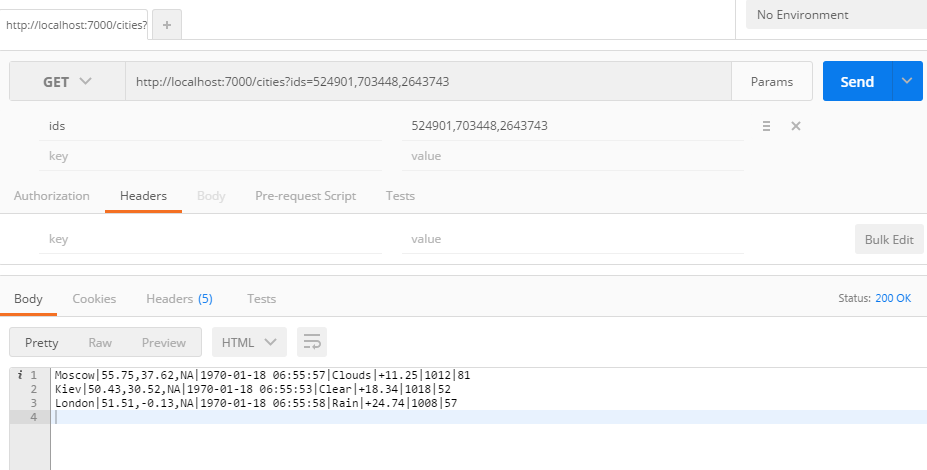 http://localhost:7000/cities?
+
No Environment
GET
http://localhost:7000/cities?ids=524901,703448,2643743
Params
Send
ids
524901,703448,2643743
key
value
Authorization
Headers
Body
Pre-request Script
Tests
key
value
Bulk Edit
Body
Cookies
Headers (5)
Tests
Status: 200 OK
Pretty
Raw
Preview
HTML
i 1 Moscow|55.75,37.62,NA|1970-01-18 06:55:57|Clouds|+11.25|1012|81
2 Kiev|50.43,30.52,NA|1970-01-18 06:55:53|Clear|+18.34|1018|52
3 London|51.51,-0.13,NA|1970-01-18 06:55:58|Rain|+24.74|1008|57
4